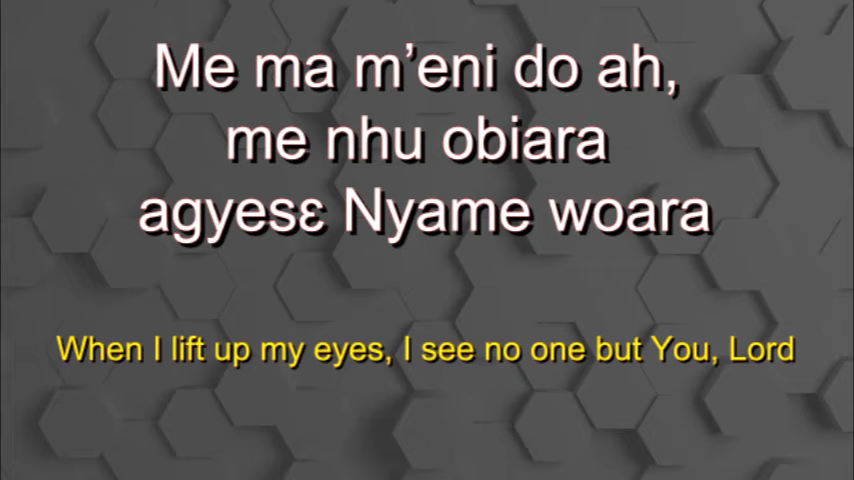 Me ma m’eni do ah,
me nhu obiara
agyesɛ Nyame woara
When I lift up my eyes, I see no one but You, Lord